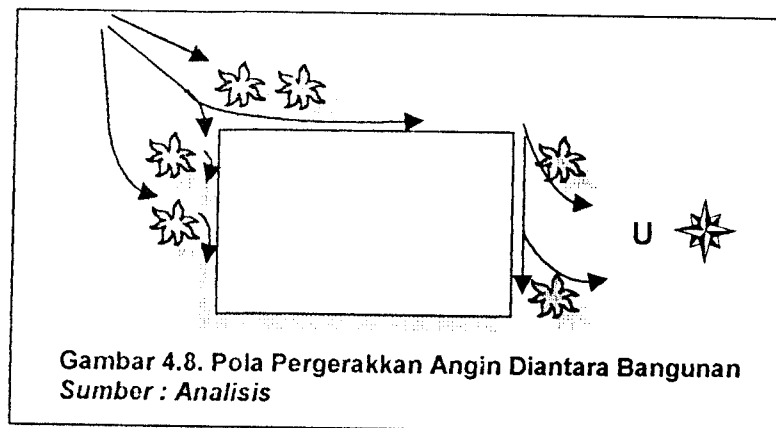 U
Gambar 4.8. Pola Pergerakkan Angin Diantara Bangunan
Sumber : Analisis